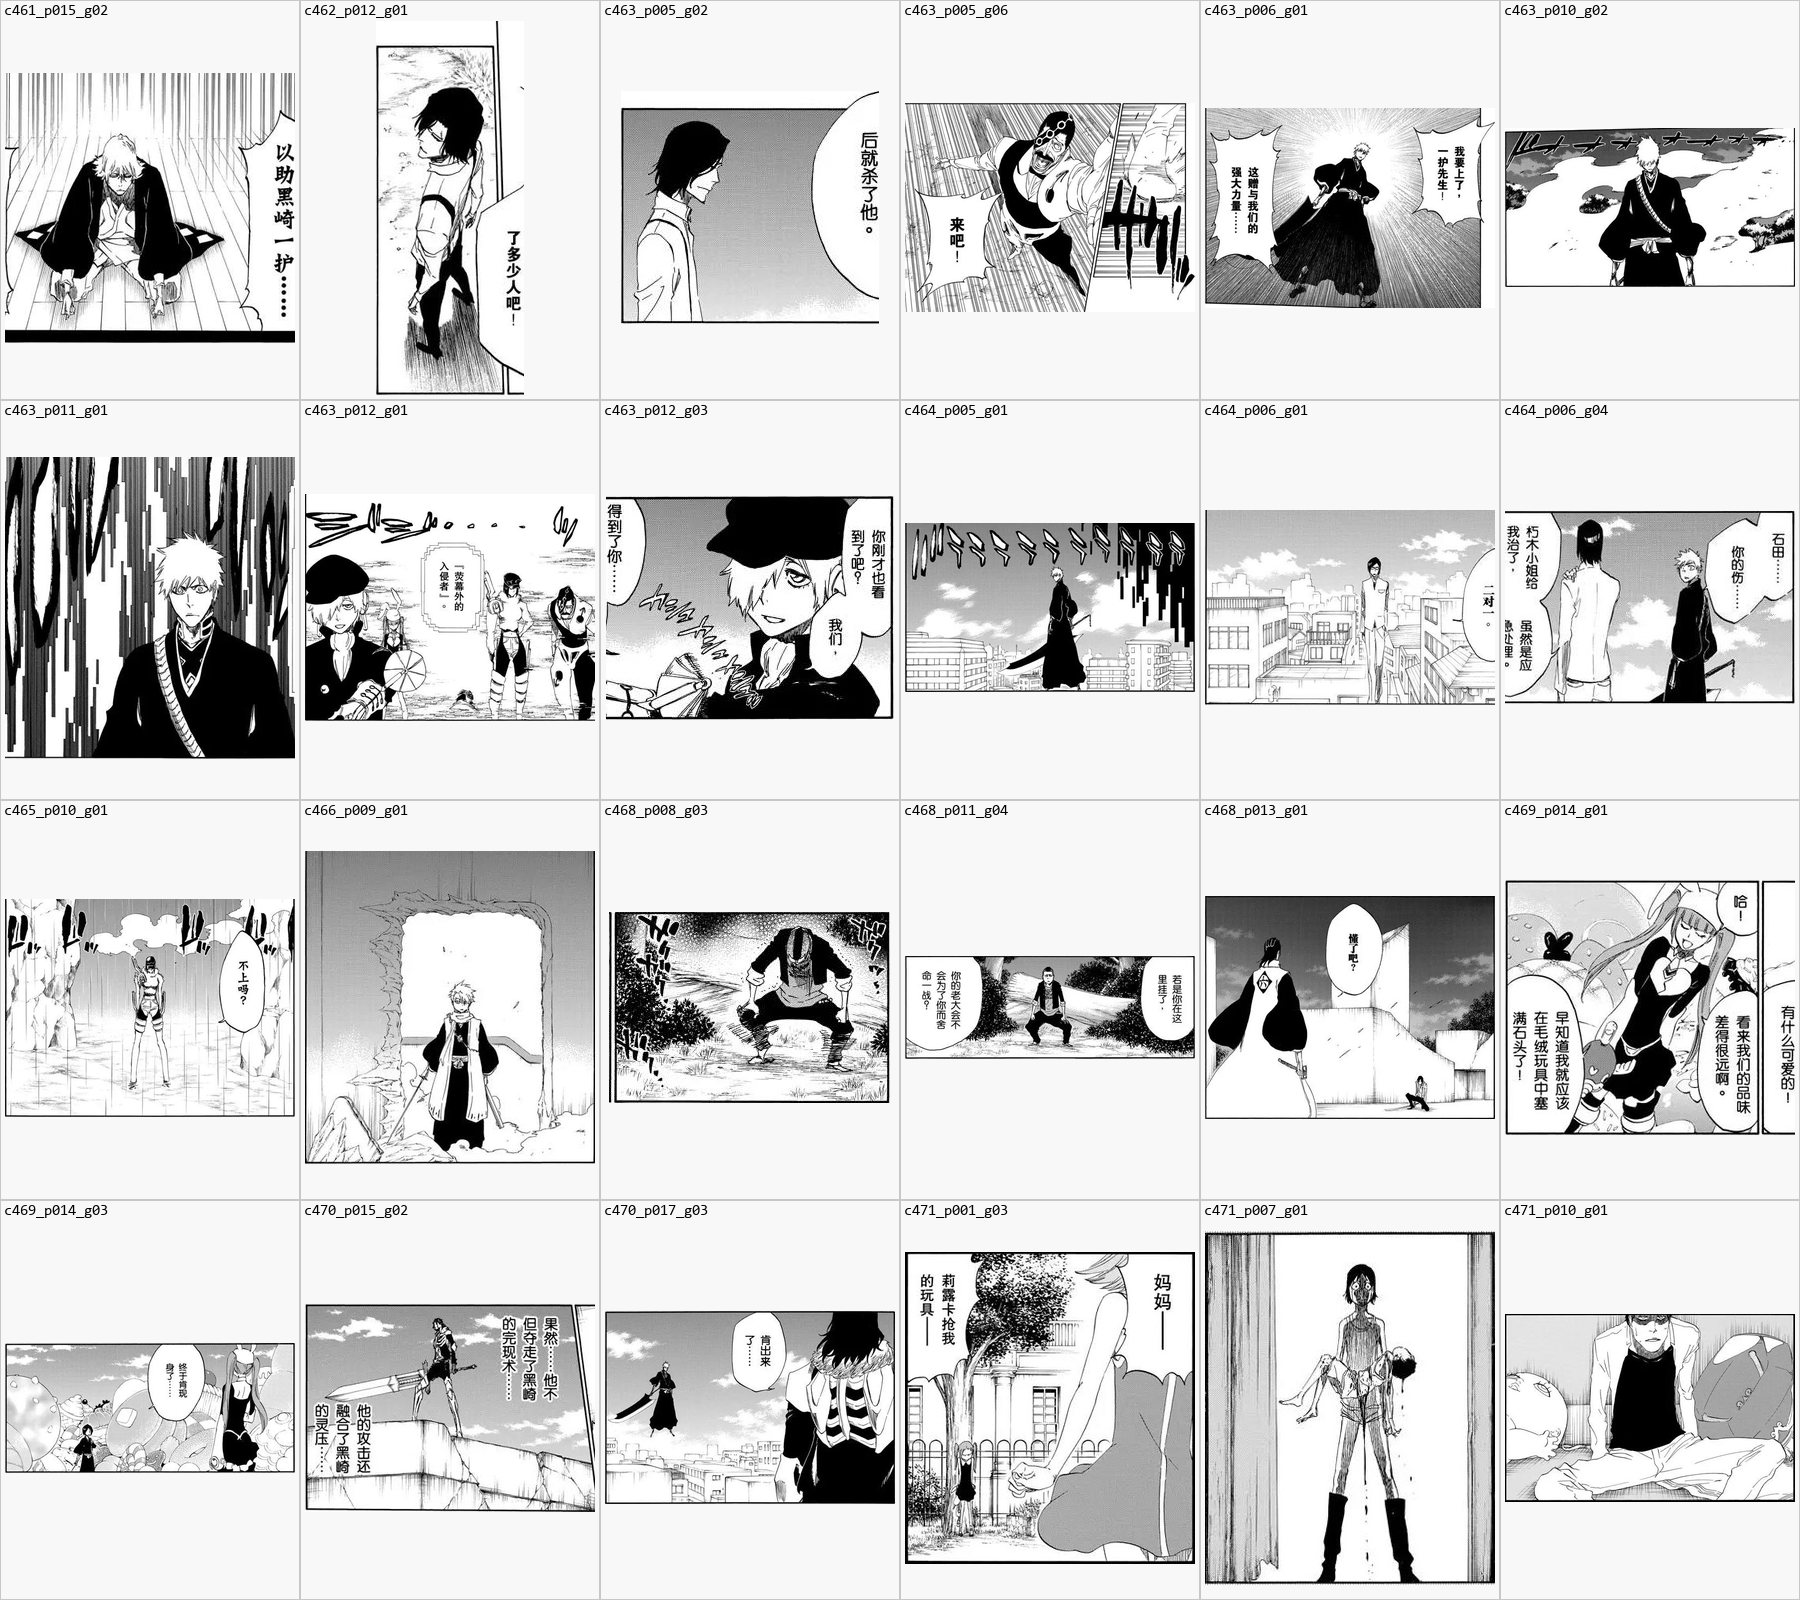 c461_p015_g02
以助黑崎一护……
c462_p012_g01
了多少人吧！
c463_p005_g02
后就杀了他。
c463_p005_g06
来吧！
c463_p006_g01
我要上了，
一护先生！
这赠与我们的
强大力量……
c463_p010_g02
c463_p011_g01
c463_p012_g01
『荧幕外的
入侵者』。
c463_p012_g03
你刚才也看
到了吧？
我们，
得到了你……
c464_p005_g01
c464_p006_g01
二对一。
c464_p006_g04
石田……
你的伤……
朽木小姐给
我治了，
虽然是应
急处理。
c465_p010_g01
不上吗？
c466_p009_g01
c468_p008_g03
c468_p011_g04
若是你在这
里挂了，
你的老大会不
会为了你而舍
命一战？
c468_p013_g01
懂了吧？
c469_p014_g01
有什么可爱的！
哈！
看来我们的品味
差得很远啊。
早知道我就应该
在毛绒玩具中塞
满石头了！
c469_p014_g03
终于肯现
身了……
c470_p015_g02
果然……他不
但夺走了黑崎
的完现术……
他的攻击还
融合了黑崎
的灵压……
c470_p017_g03
肯出来
了……
c471_p001_g03
妈妈——
莉露卡抢我
的玩具——
c471_p007_g01
c471_p010_g01